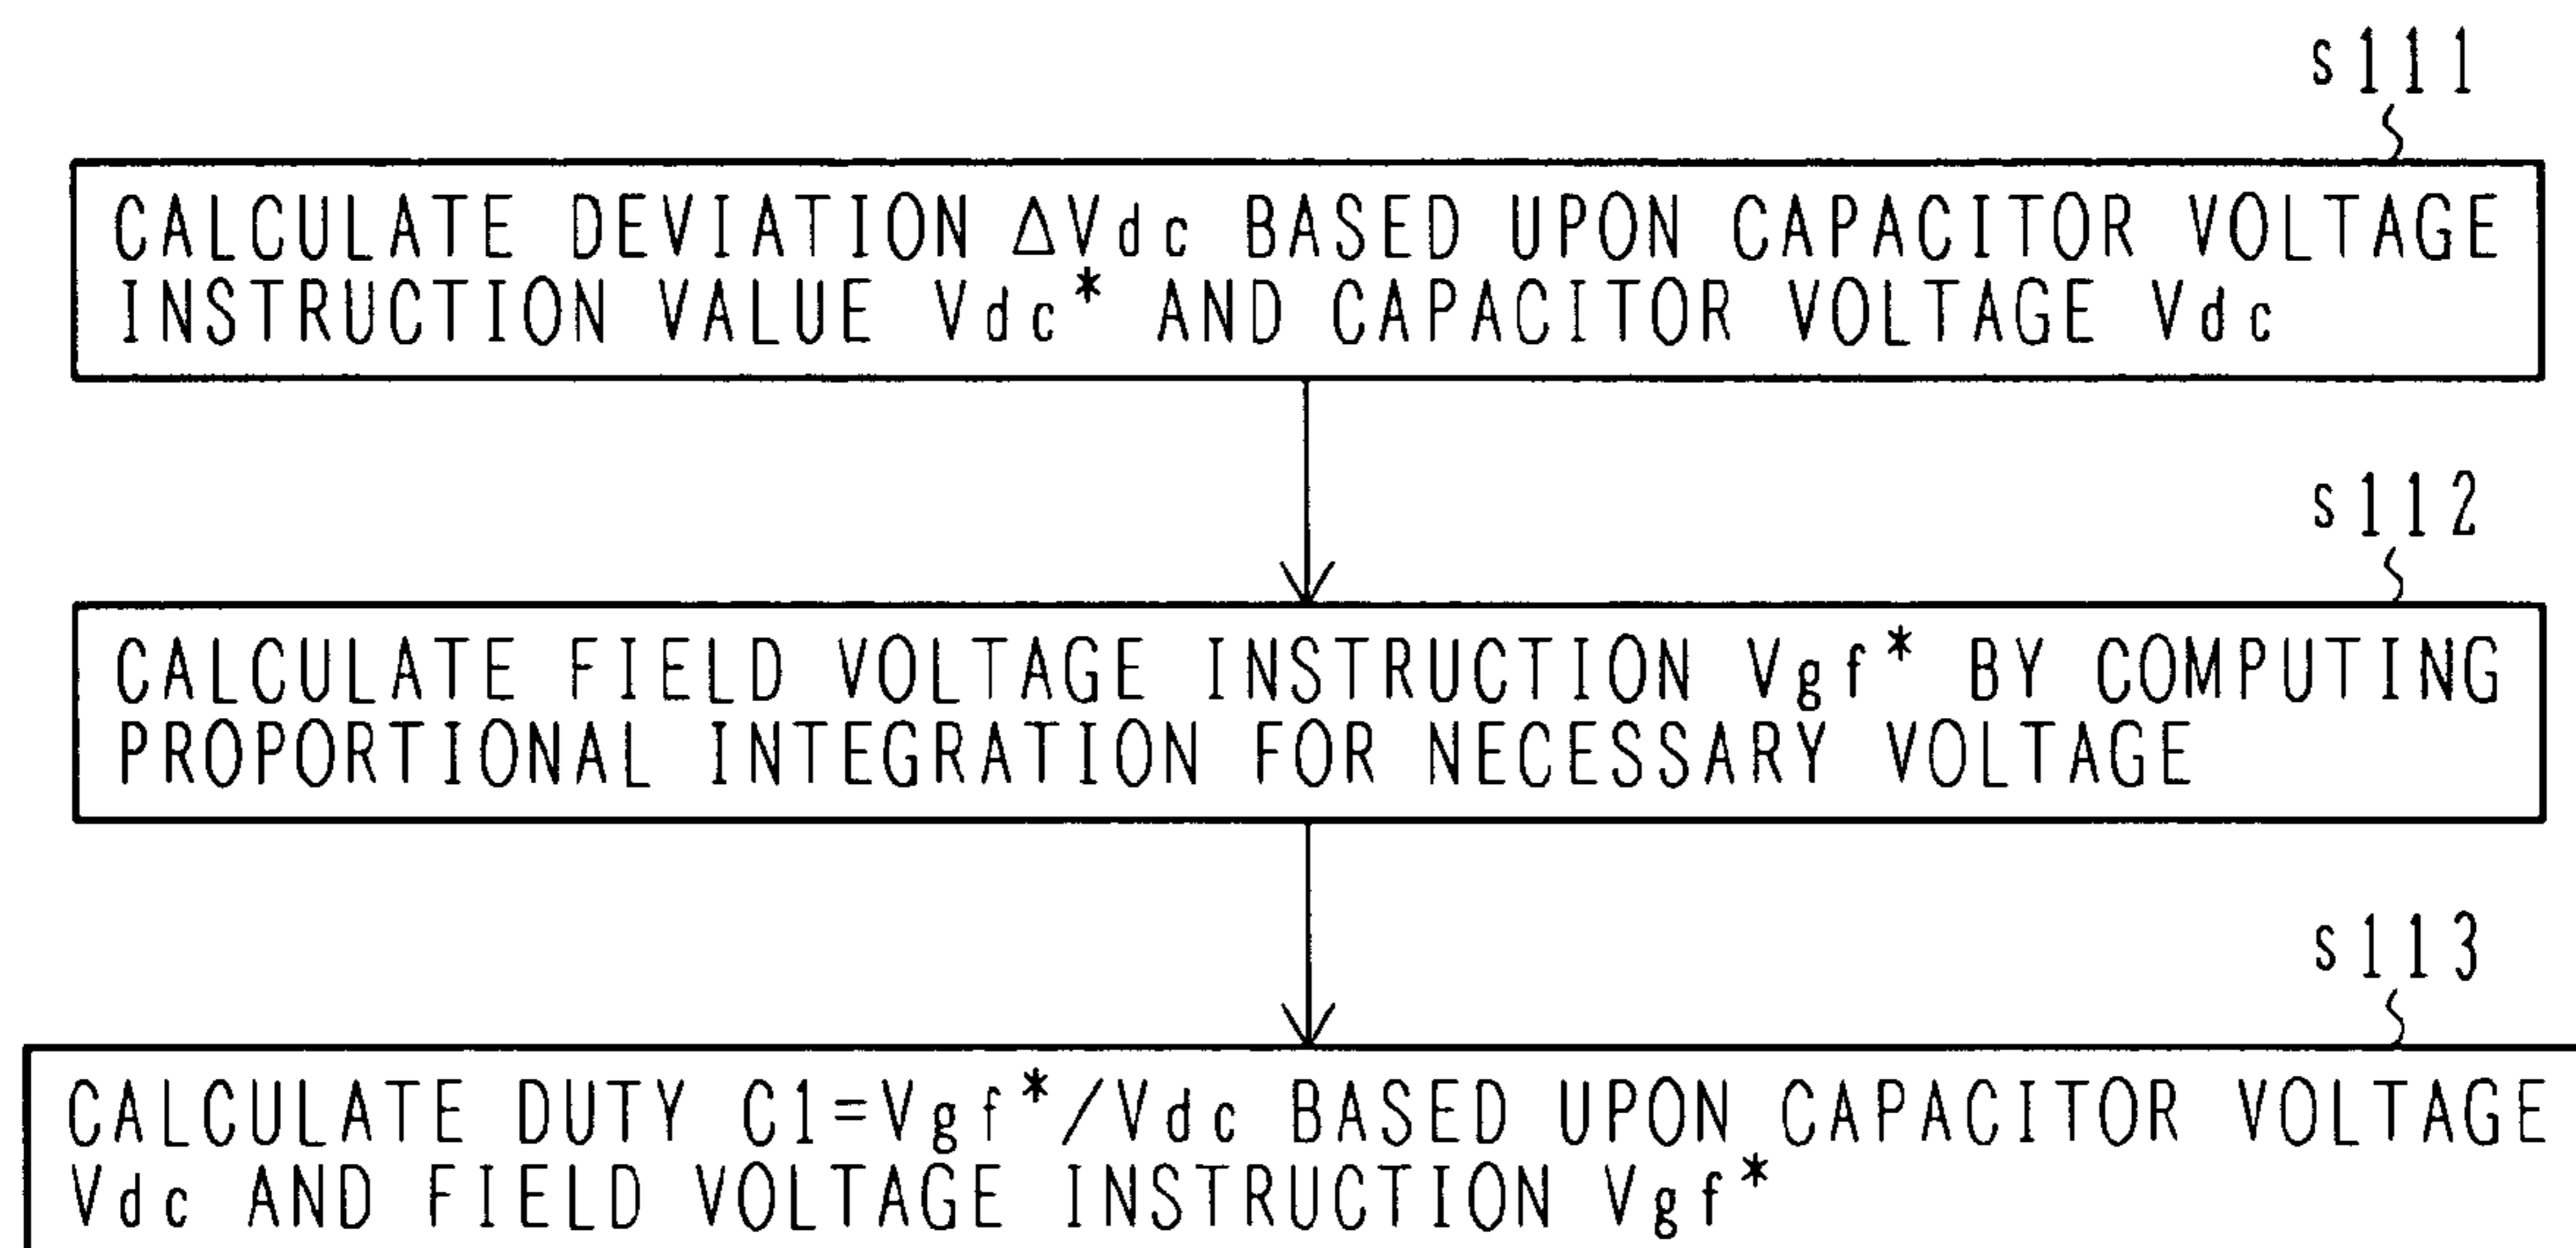 s111
CALCULATE DEVIATION ΔVdc BASED UPON CAPACITOR VOLTAGE
INSTRUCTION VALUE Vdc* AND CAPACITOR VOLTAGE Vdc
s112
CALCULATE FIELD VOLTAGE INSTRUCTION Vgf* BY COMPUTING
PROPORTIONAL INTEGRATION FOR NECESSARY VOLTAGE
s113
CALCULATE DUTY C1=Vgf*/Vdc BASED UPON CAPACITOR VOLTAGE
Vdc AND FIELD VOLTAGE INSTRUCTION Vgf*